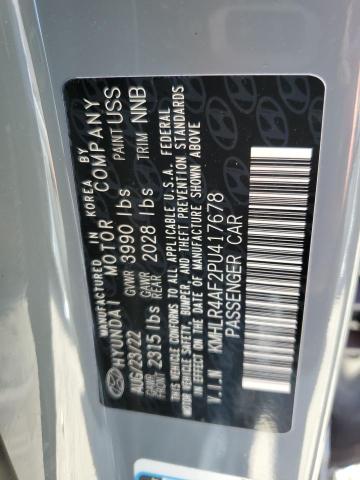 MANUFACTURED IN KOREA BY
HYUNDAI MOTOR COMPANY
AUG/23/22 GVWR 3990 lbs PAINT USS
GAWR FRONT 2315 lbs GAWR REAR 2028 lbs TRIM NNB
THIS VEHICLE CONFORMS TO ALL APPLICABLE U.S.A. FEDERAL
MOTOR VEHICLE SAFETY, BUMPER, AND THEFT PREVENTION
STANDARDS IN EFFECT ON THE DATE OF MANUFACTURE SHOWN ABOVE
V.I.N KMHLR4AF2PU417678
PASSENGER CAR